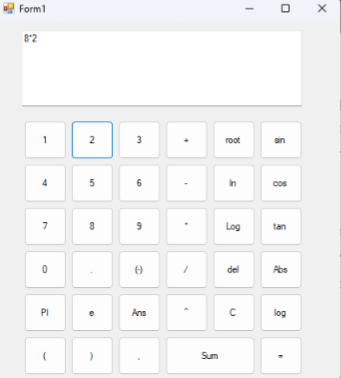 Form1
8*2
1 2 3 + root sin
4 5 6 - ln cos
7 8 9 * Log tan
0 . (-) / del Abs
PI e Ans ^ C log
( ) , Sum =